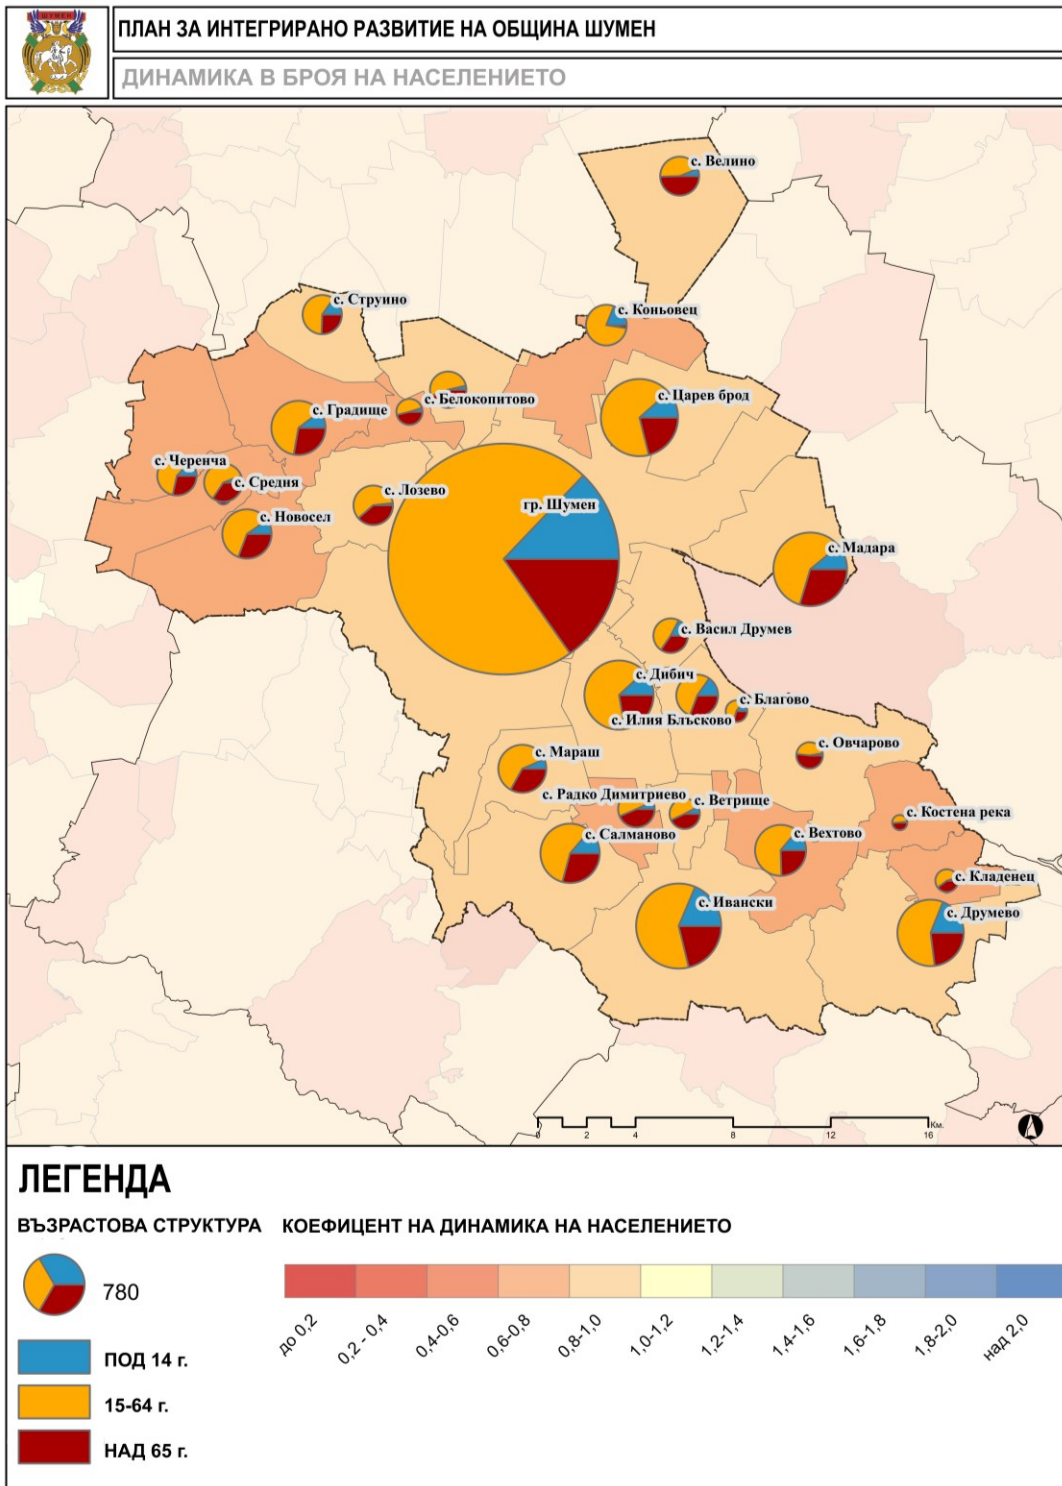 ШУМЕН
ПЛАН ЗА ИНТЕГРИРАНО РАЗВИТИЕ НА ОБЩИНА ШУМЕН
ДИНАМИКА В БРОЯ НА НАСЕЛЕНИЕТО
с. Велино
с. Струино
с. Коньовец
с. Царев брод
с. Белокопитово
с. Градище
с. Черенча
с. Средня
с. Лозево
гр. Шумен
с. Новосел
с. Мадара
с. Васил Друмев
с. Дибич
с. Благово
с. Илия Блъсково
с. Овчарово
с. Мараш
с. Радко Димитриево
с. Ветрище
с. Костена река
с. Салманово
с. Вехтово
с. Кладенец
с. Ивански
с. Друмево
Км.
0 2 4 8 12 16
ЛЕГЕНДА
ВЪЗРАСТОВА СТРУКТУРА
780
ПОД 14 г.
15-64 г.
НАД 65 г.
КОЕФИЦЕНТ НА ДИНАМИКА НА НАСЕЛЕНИЕТО
до 0,2
0,2 - 0,4
0,4-0,6
0,6-0,8
0,8-1,0
1,0-1,2
1,2-1,4
1,4-1,6
1,6-1,8
1,8-2,0
над 2,0